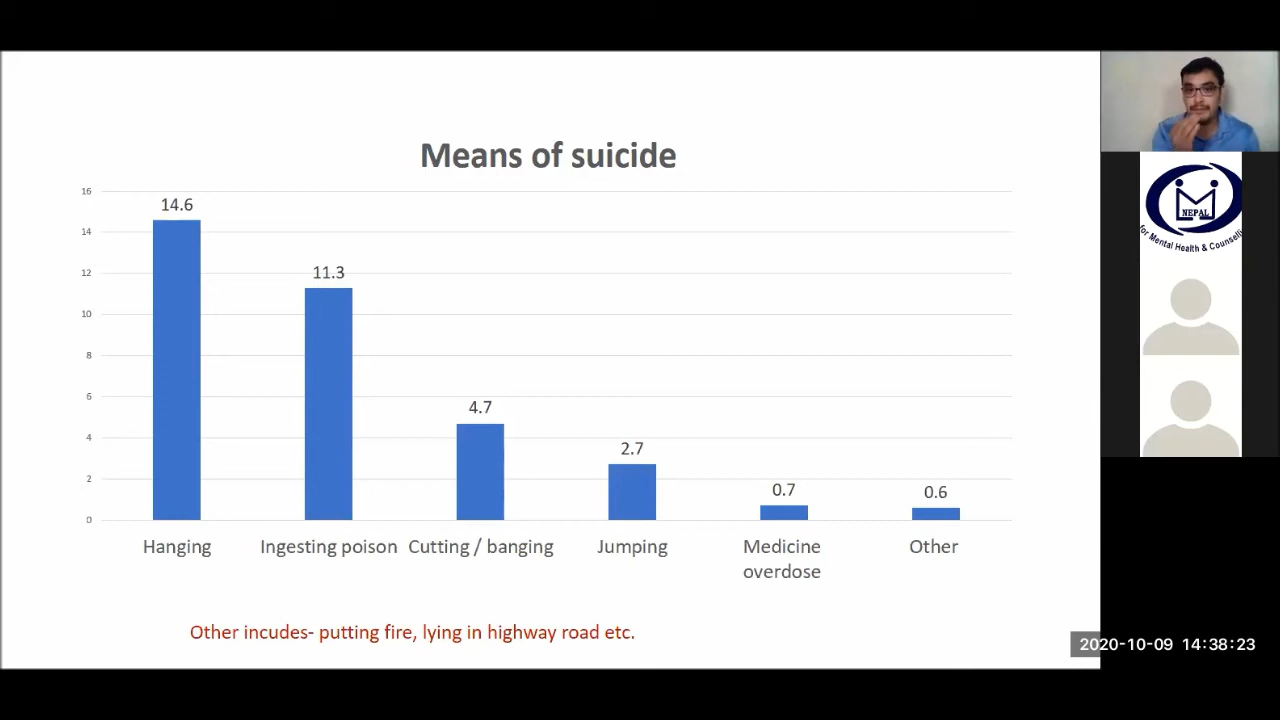 Means of suicide
16
14
12
10
8
6
4
2
0
14.6
11.3
4.7
2.7
0.7
0.6
Hanging
Ingesting poison
Cutting / banging
Jumping
Medicine
overdose
Other
Other incudes- putting fire, lying in highway road etc.
NEPAL
for Mental Health & Counselli
2020-10-09 14:38:23